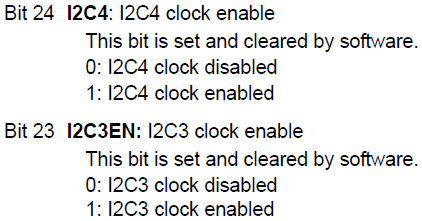 Bit 24 I2C4: I2C4 clock enable
This bit is set and cleared by software.
0: I2C4 clock disabled
1: I2C4 clock enabled
Bit 23 I2C3EN: I2C3 clock enable
This bit is set and cleared by software.
0: I2C3 clock disabled
1: I2C3 clock enabled